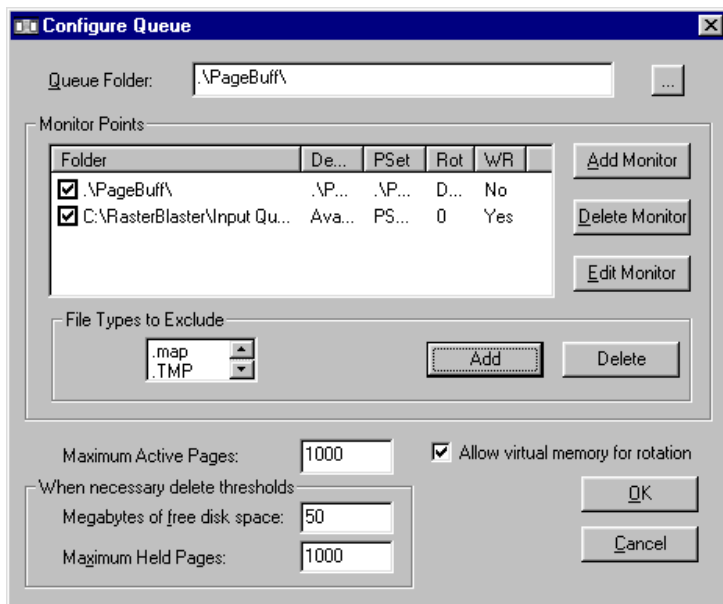 Configure Queue
Queue Folder: .\PageBuff\ ...
Monitor Points
Folder De... PSet Rot WR
.\PageBuff\ .\P... .\P... D... No
C:\RasterBlaster\Input Qu... Ava... PS... 0 Yes
Add Monitor
Delete Monitor
Edit Monitor
File Types to Exclude
.map
.TMP
Add Delete
Maximum Active Pages: 1000
Allow virtual memory for rotation
When necessary delete thresholds
Megabytes of free disk space: 50
Maximum Held Pages: 1000
OK
Cancel